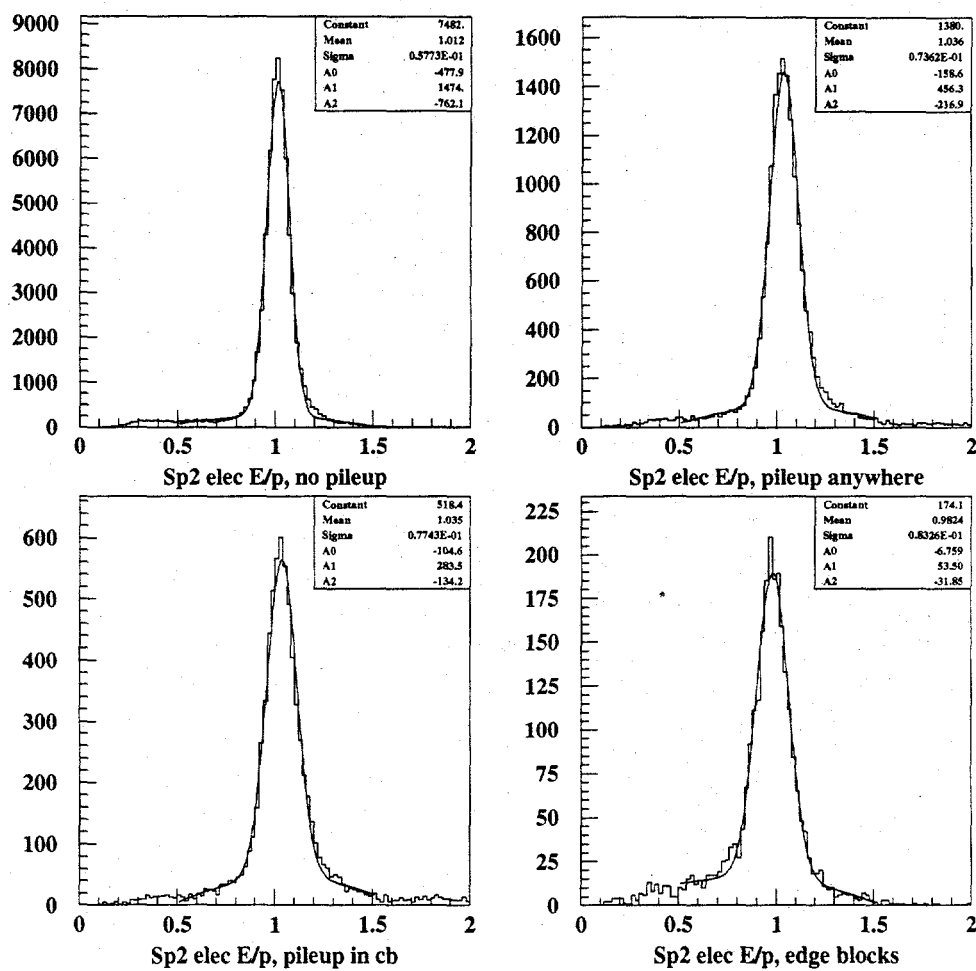 9000
8000
7000
6000
5000
4000
3000
2000
1000
0
Constant 7482.
Mean 1.012
Sigma 0.5773E-01
A0 -477.9
A1 1474.
A2 -762.1
0 0.5 1 1.5 2
Sp2 elec E/p, no pileup
1600
1400
1200
1000
800
600
400
200
0
Constant 1380.
Mean 1.036
Sigma 0.7362E-01
A0 -158.6
A1 456.3
A2 -216.9
0 0.5 1 1.5 2
Sp2 elec E/p, pileup anywhere
600
500
400
300
200
100
0
Constant 518.4
Mean 1.035
Sigma 0.7743E-01
A0 -104.6
A1 283.5
A2 -134.2
0 0.5 1 1.5 2
Sp2 elec E/p, pileup in cb
225
200
175
150
125
100
75
50
25
0
Constant 174.1
Mean 0.9824
Sigma 0.8326E-01
A0 -6.759
A1 53.50
A2 -31.85
0 0.5 1 1.5 2
Sp2 elec E/p, edge blocks